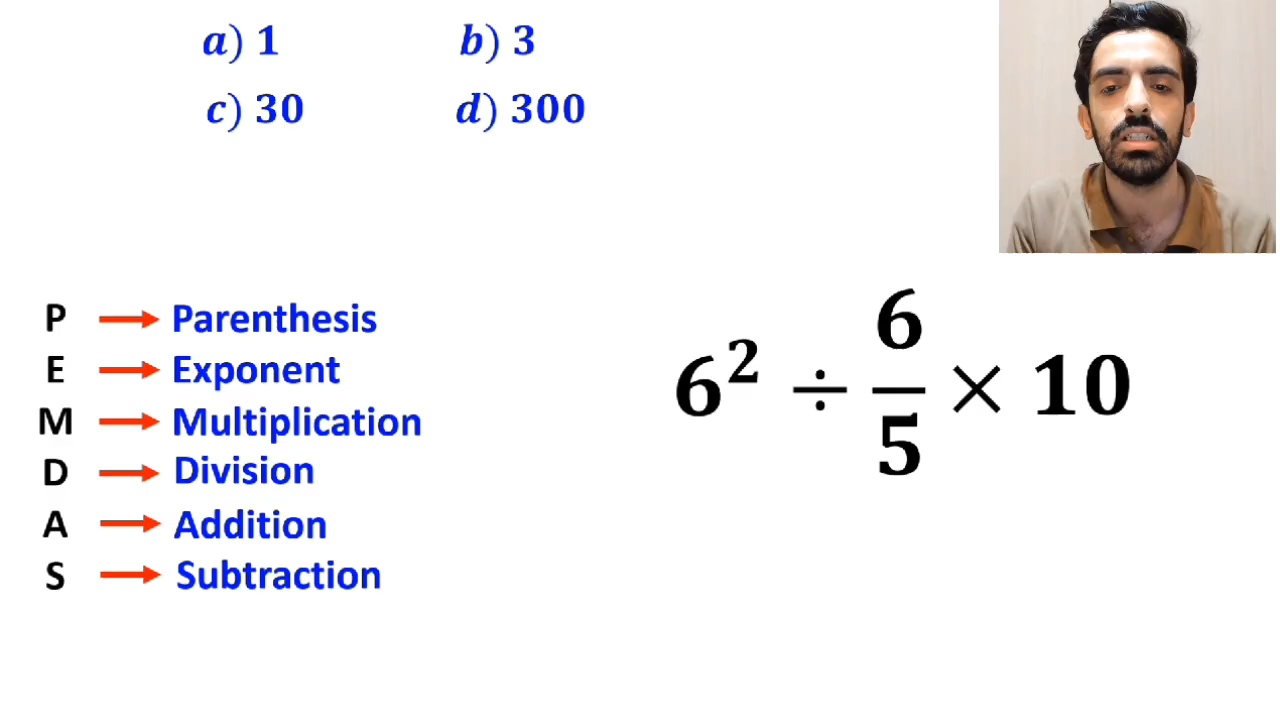 a) 1 b) 3
c) 30 d) 300
P → Parenthesis
E → Exponent
M → Multiplication
D → Division
A → Addition
S → Subtraction
6² ÷ 6/5 × 10